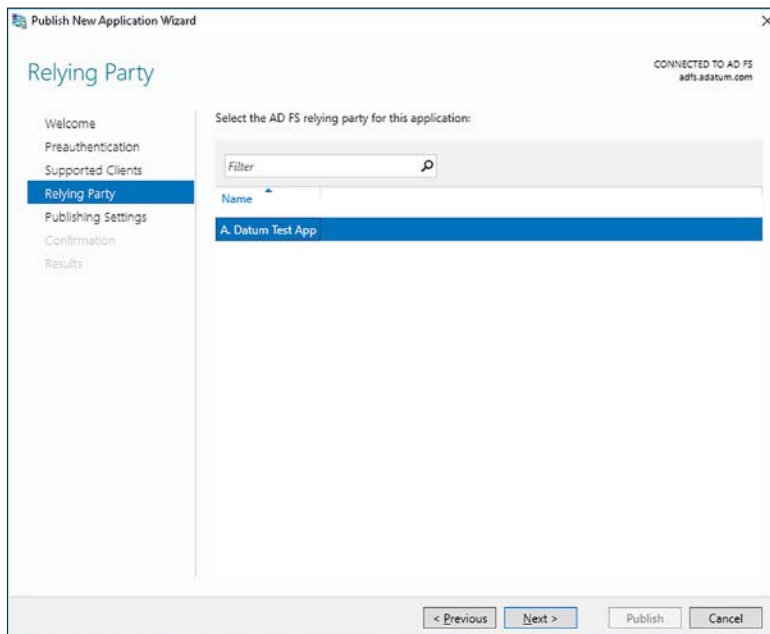 Publish New Application Wizard
Relying Party
CONNECTED TO AD FS
adfs.adatum.com
Welcome
Preauthentication
Supported Clients
Relying Party
Publishing Settings
Confirmation
Results
Select the AD FS relying party for this application:
Filter
Name
A. Datum Test App
< Previous
Next >
Publish
Cancel